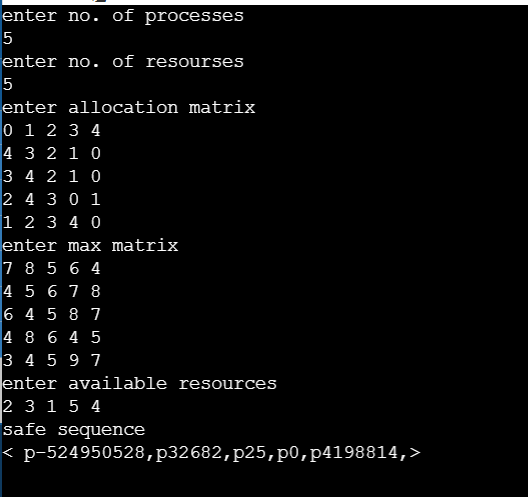 enter no. of processes
5
enter no. of resourses
5
enter allocation matrix
0 1 2 3 4
4 3 2 1 0
3 4 2 1 0
2 4 3 0 1
1 2 3 4 0
enter max matrix
7 8 5 6 4
4 5 6 7 8
6 4 5 8 7
4 8 6 4 5
3 4 5 9 7
enter available resources
2 3 1 5 4
safe sequence
< p-524950528,p32682,p25,p0,p4198814,>